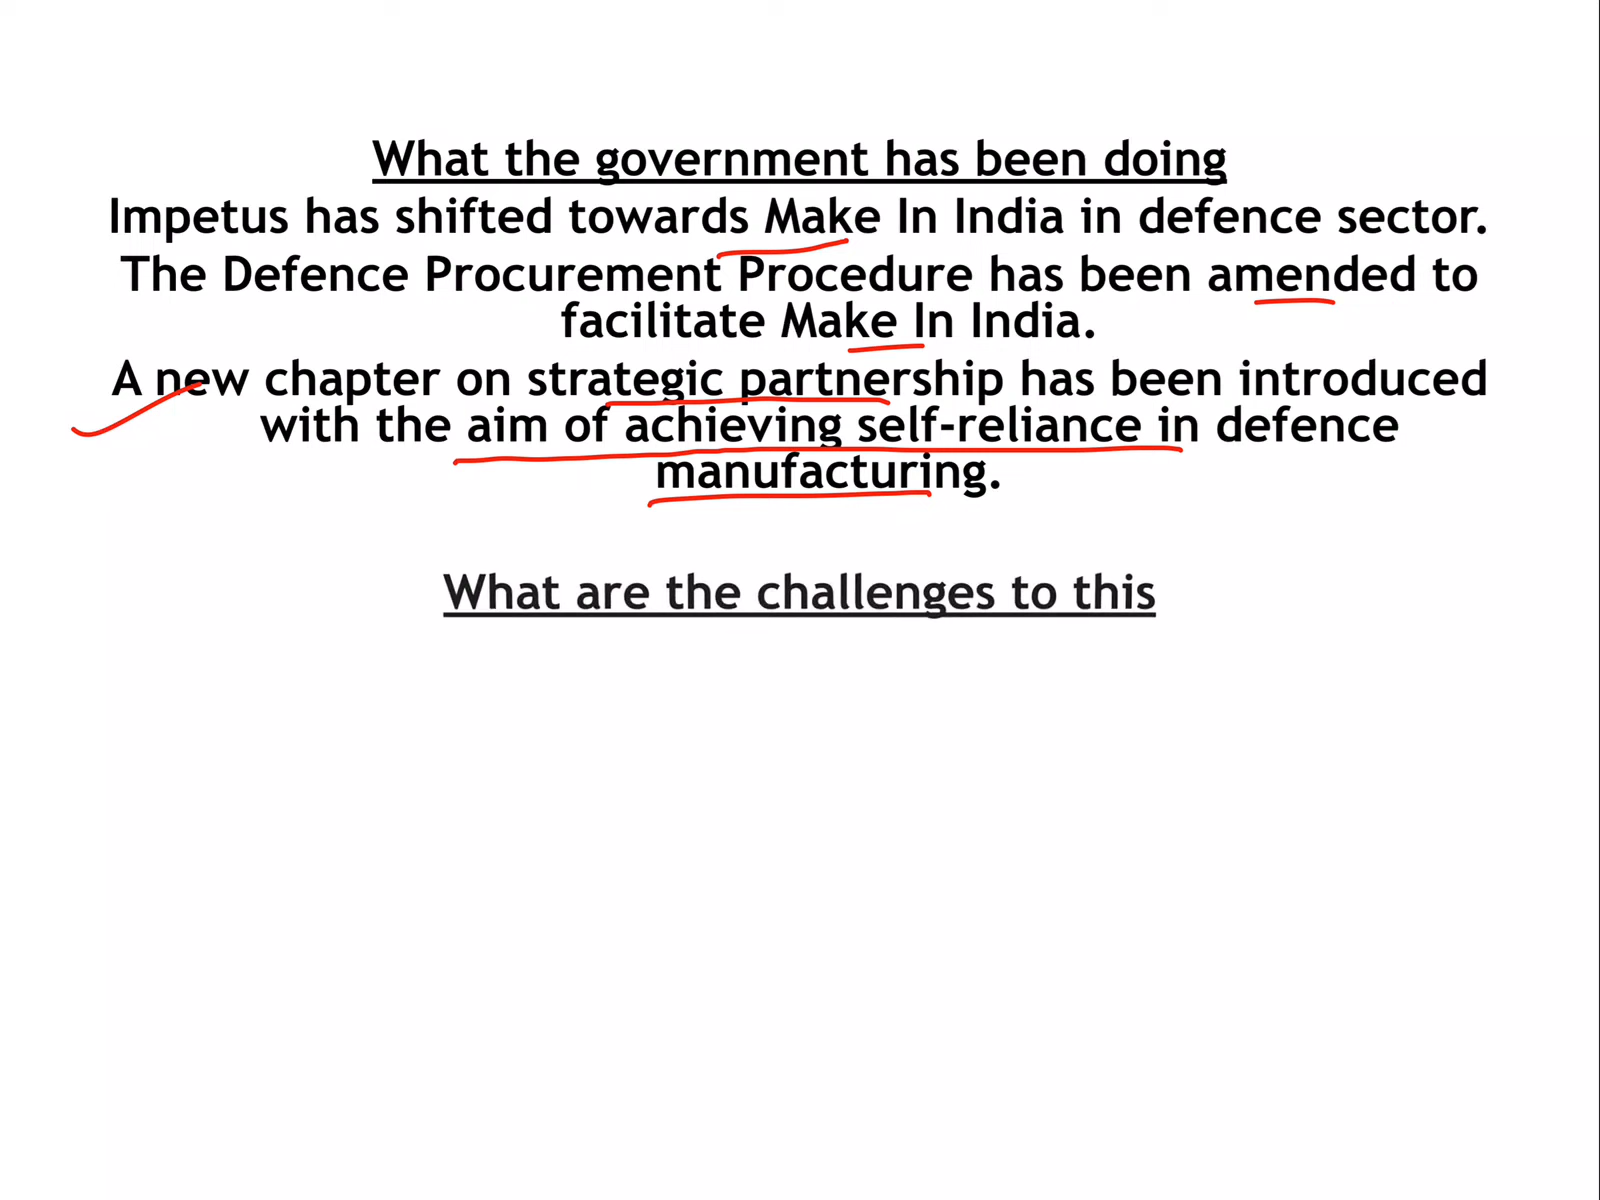 What the government has been doing
Impetus has shifted towards Make In India in defence sector.
The Defence Procurement Procedure has been amended to
facilitate Make In India.
A new chapter on strategic partnership has been introduced
with the aim of achieving self-reliance in defence
manufacturing.
What are the challenges to this